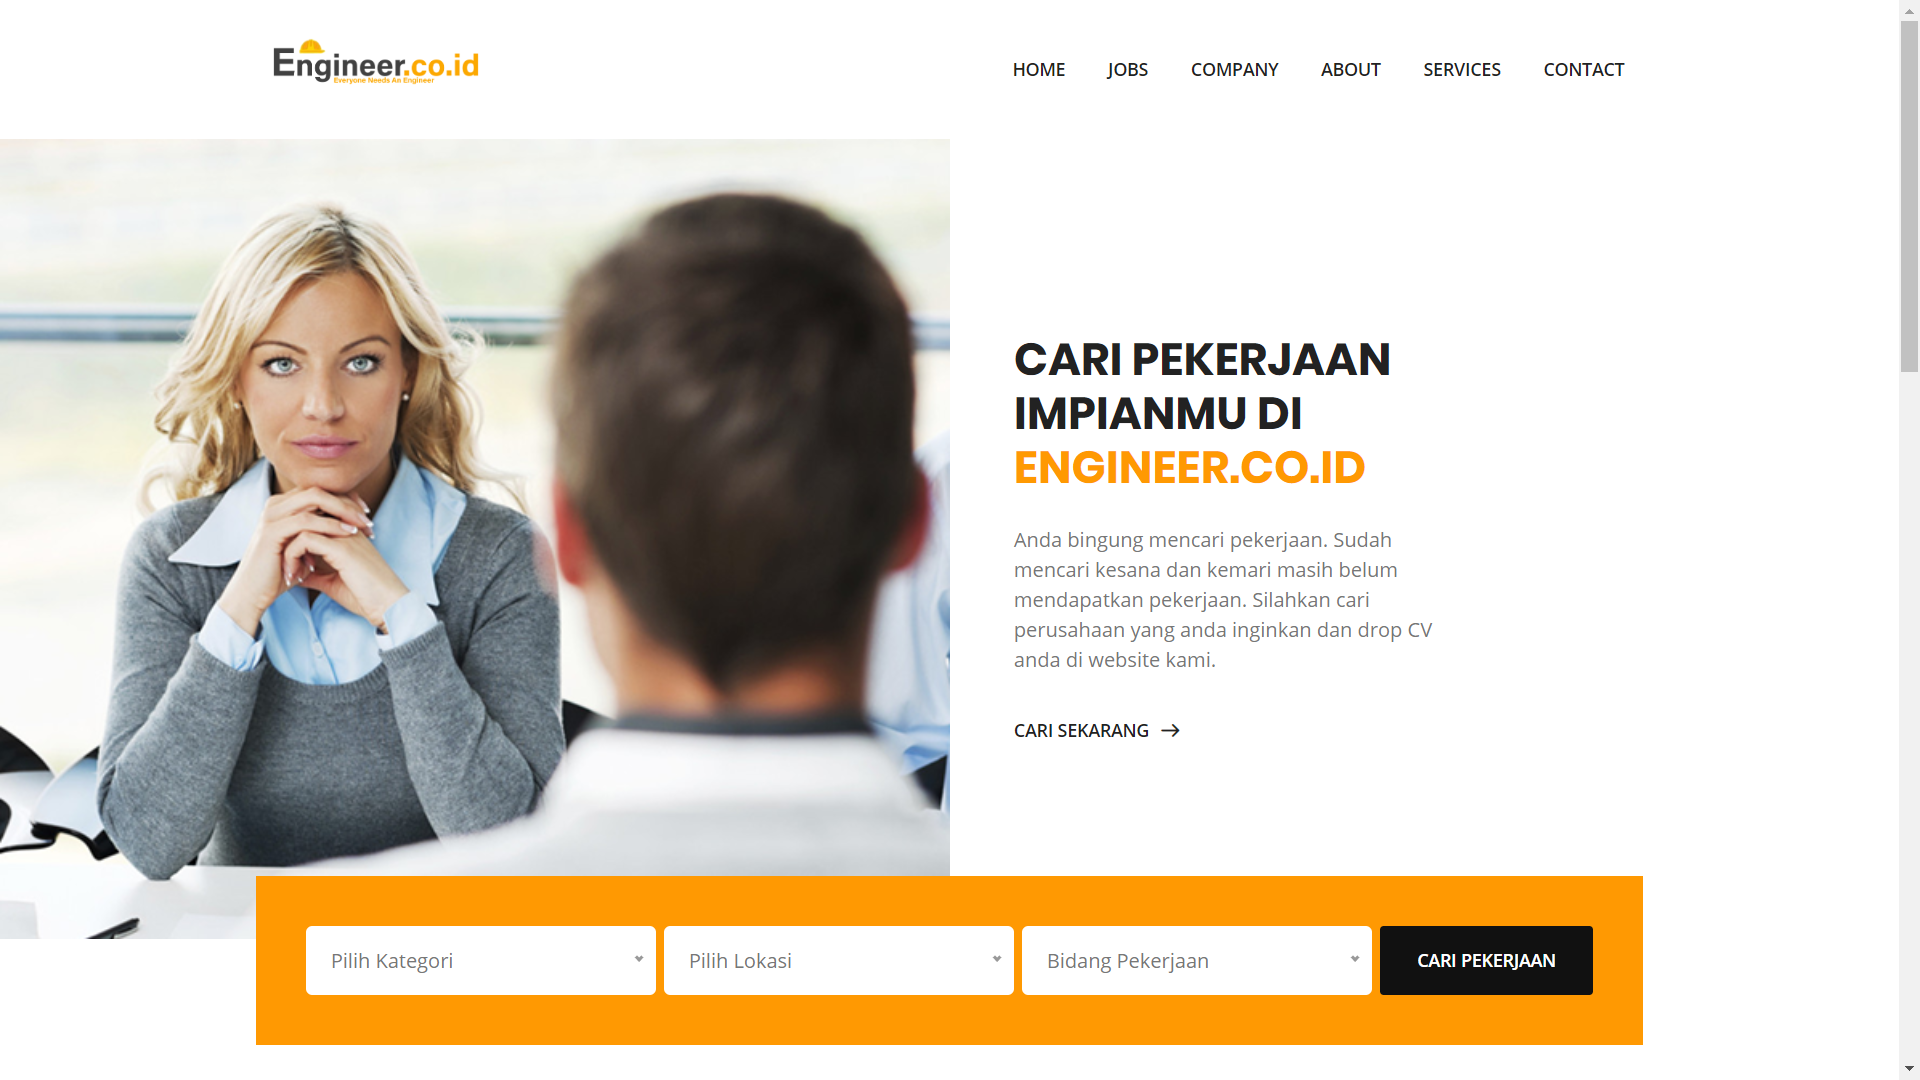 Engineer.co.id
Everyone Needs An Engineer
HOME JOBS COMPANY ABOUT SERVICES CONTACT
CARI PEKERJAAN
IMPIANMU DI
ENGINEER.CO.ID
Anda bingung mencari pekerjaan. Sudah
mencari kesana dan kemari masih belum
mendapatkan pekerjaan. Silahkan cari
perusahaan yang anda inginkan dan drop CV
anda di website kami.
CARI SEKARANG →
Pilih Kategori Pilih Lokasi Bidang Pekerjaan CARI PEKERJAAN